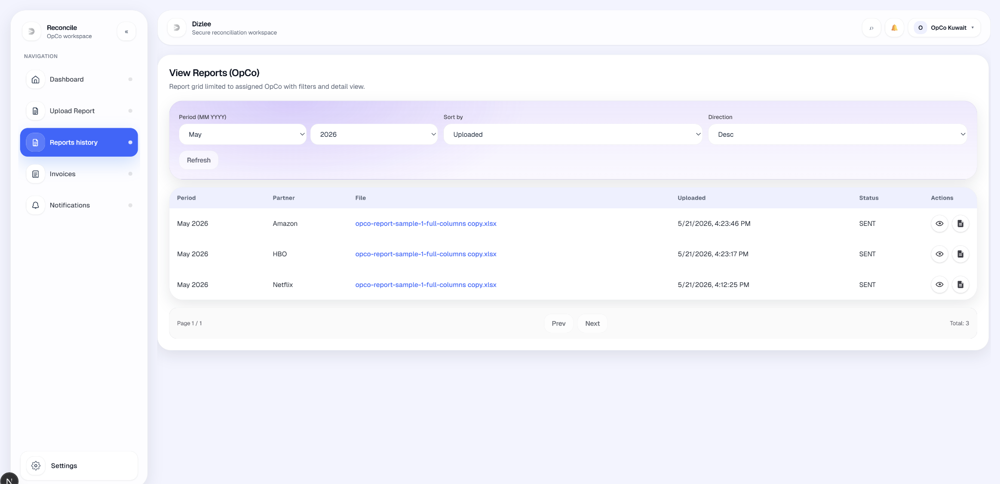 Reconcile
OpCo workspace
«
NAVIGATION
Dashboard
Upload Report
Reports history
Invoices
Notifications
Settings
N
Dizlee
Secure reconciliation workspace
O OpCo Kuwait
View Reports (OpCo)
Report grid limited to assigned OpCo with filters and detail view.
Period (MM YYYY) Sort by Direction
May 2026 Uploaded Desc
Refresh
Period Partner File Uploaded Status Actions
May 2026 Amazon opco-report-sample-1-full-columns copy.xlsx 5/21/2026, 4:23:46 PM SENT
May 2026 HBO opco-report-sample-1-full-columns copy.xlsx 5/21/2026, 4:23:17 PM SENT
May 2026 Netflix opco-report-sample-1-full-columns copy.xlsx 5/21/2026, 4:12:25 PM SENT
Page 1 / 1 Prev Next Total: 3